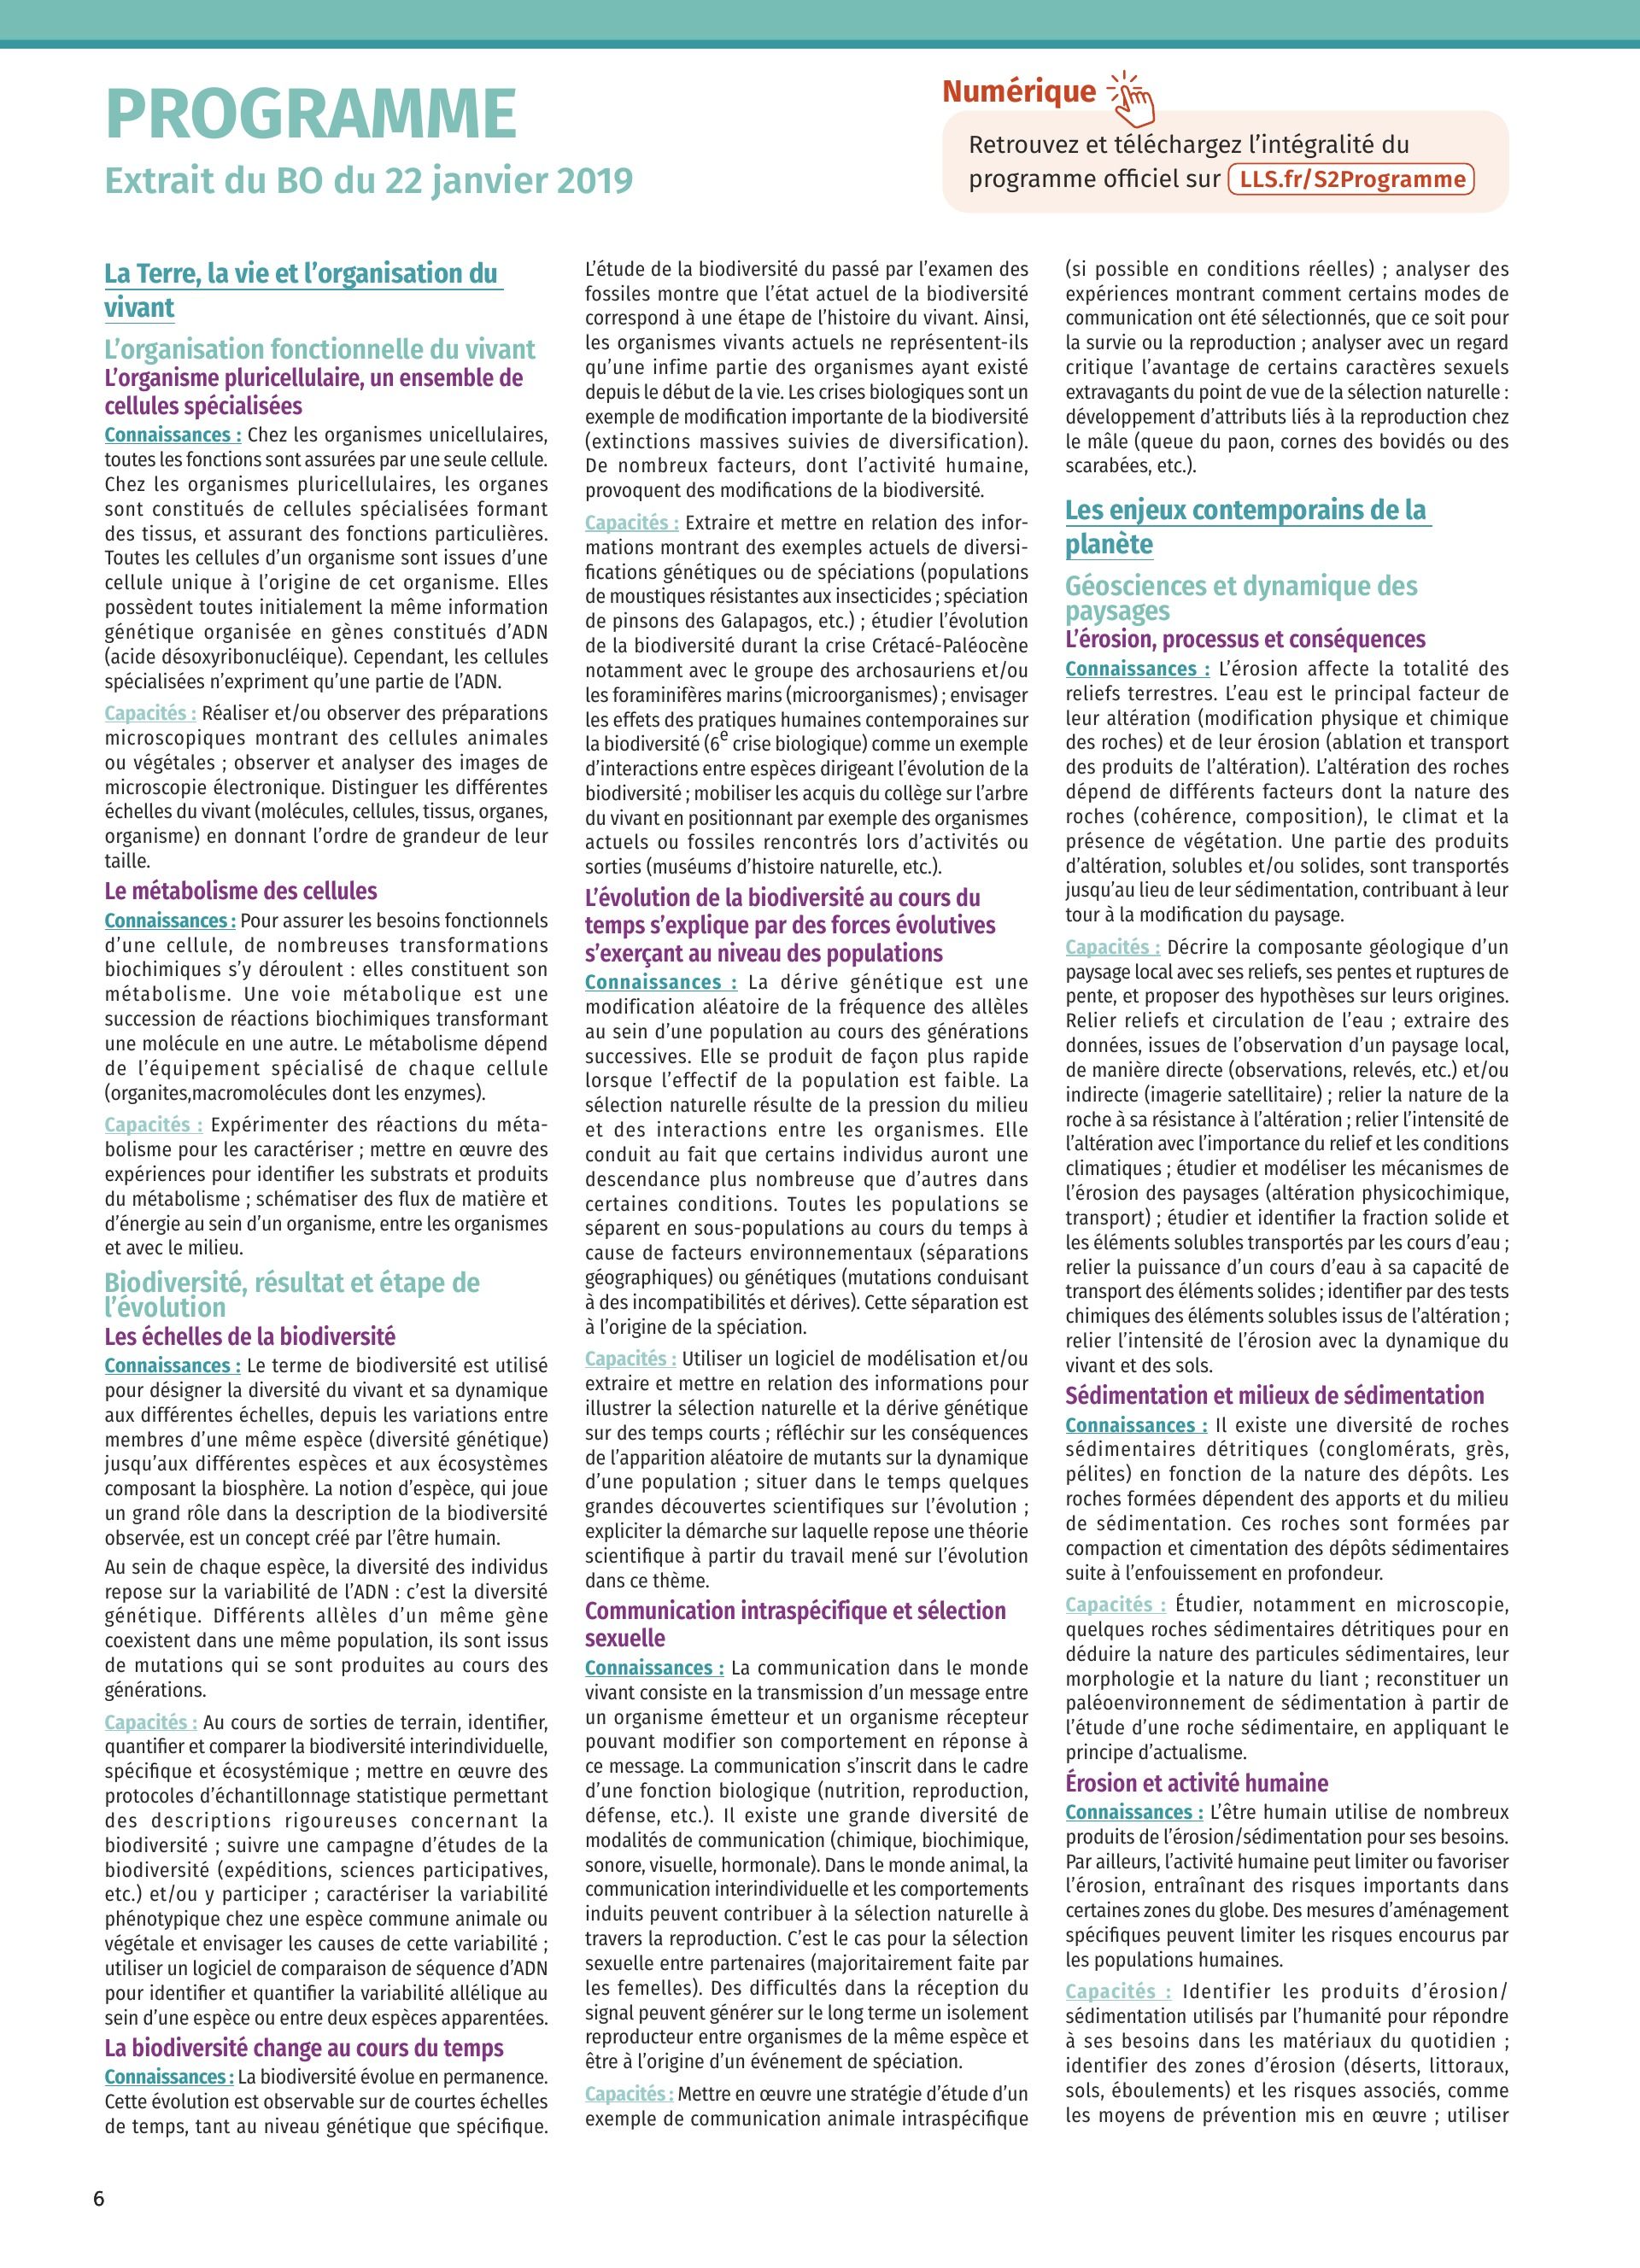 PROGRAMME
Extrait du BO du 22 janvier 2019
Numérique
Retrouvez et téléchargez l’intégralité du
programme officiel sur LLS.fr/S2Programme
La Terre, la vie et l’organisation du
vivant
L’organisation fonctionnelle du vivant
L’organisme pluricellulaire, un ensemble de
cellules spécialisées
Connaissances : Chez les organismes unicellulaires,
toutes les fonctions sont assurées par une seule cellule.
Chez les organismes pluricellulaires, les organes
sont constitués de cellules spécialisées formant
des tissus, et assurant des fonctions particulières.
Toutes les cellules d’un organisme sont issues d’une
cellule unique à l’origine de cet organisme. Elles
possèdent toutes initialement la même information
génétique organisée en gènes constitués d’ADN
(acide désoxyribonucléique). Cependant, les cellules
spécialisées n’expriment qu’une partie de l’ADN.
Capacités : Réaliser et/ou observer des préparations
microscopiques montrant des cellules animales
ou végétales ; observer et analyser des images de
microscopie électronique. Distinguer les différentes
échelles du vivant (molécules, cellules, tissus, organes,
organisme) en donnant l’ordre de grandeur de leur
taille.
Le métabolisme des cellules
Connaissances : Pour assurer les besoins fonctionnels
d’une cellule, de nombreuses transformations
biochimiques s’y déroulent : elles constituent son
métabolisme. Une voie métabolique est une
succession de réactions biochimiques transformant
une molécule en une autre. Le métabolisme dépend
de l’équipement spécialisé de chaque cellule
(organites,macromolécules dont les enzymes).
Capacités : Expérimenter des réactions du méta-
bolisme pour les caractériser ; mettre en œuvre des
expériences pour identifier les substrats et produits
du métabolisme ; schématiser des flux de matière et
d’énergie au sein d’un organisme, entre les organismes
et avec le milieu.
Biodiversité, résultat et étape de
l’évolution
Les échelles de la biodiversité
Connaissances : Le terme de biodiversité est utilisé
pour désigner la diversité du vivant et sa dynamique
aux différentes échelles, depuis les variations entre
membres d’une même espèce (diversité génétique)
jusqu’aux différentes espèces et aux écosystèmes
composant la biosphère. La notion d’espèce, qui joue
un grand rôle dans la description de la biodiversité
observée, est un concept créé par l’être humain.
Au sein de chaque espèce, la diversité des individus
repose sur la variabilité de l’ADN : c’est la diversité
génétique. Différents allèles d’un même gène
coexistent dans une même population, ils sont issus
de mutations qui se sont produites au cours des
générations.
Capacités : Au cours de sorties de terrain, identifier,
quantifier et comparer la biodiversité interindividuelle,
spécifique et écosystémique ; mettre en œuvre des
protocoles d’échantillonnage statistique permettant
des descriptions rigoureuses concernant la
biodiversité ; suivre une campagne d’études de la
biodiversité (expéditions, sciences participatives,
etc.) et/ou y participer ; caractériser la variabilité
phénotypique chez une espèce commune animale ou
végétale et envisager les causes de cette variabilité ;
utiliser un logiciel de comparaison de séquence d’ADN
pour identifier et quantifier la variabilité allélique au
sein d’une espèce ou entre deux espèces apparentées.
La biodiversité change au cours du temps
Connaissances : La biodiversité évolue en permanence.
Cette évolution est observable sur de courtes échelles
de temps, tant au niveau génétique que spécifique.
L’étude de la biodiversité du passé par l’examen des
fossiles montre que l’état actuel de la biodiversité
correspond à une étape de l’histoire du vivant. Ainsi,
les organismes vivants actuels ne représentent-ils
qu’une infime partie des organismes ayant existé
depuis le début de la vie. Les crises biologiques sont un
exemple de modification importante de la biodiversité
(extinctions massives suivies de diversification).
De nombreux facteurs, dont l’activité humaine,
provoquent des modifications de la biodiversité.
Capacités : Extraire et mettre en relation des infor-
mations montrant des exemples actuels de diversi-
fications génétiques ou de spéciations (populations
de moustiques résistantes aux insecticides ; spéciation
de pinsons des Galapagos, etc.) ; étudier l’évolution
de la biodiversité durant la crise Crétacé-Paléocène
notamment avec le groupe des archosauriens et/ou
les foraminifères marins (microorganismes) ; envisager
les effets des pratiques humaines contemporaines sur
la biodiversité (6e crise biologique) comme un exemple
d’interactions entre espèces dirigeant l’évolution de la
biodiversité ; mobiliser les acquis du collège sur l’arbre
du vivant en positionnant par exemple des organismes
actuels ou fossiles rencontrés lors d’activités ou
sorties (muséums d’histoire naturelle, etc.).
L’évolution de la biodiversité au cours du
temps s’explique par des forces évolutives
s’exerçant au niveau des populations
Connaissances : La dérive génétique est une
modification aléatoire de la fréquence des allèles
au sein d’une population au cours des générations
successives. Elle se produit de façon plus rapide
lorsque l’effectif de la population est faible. La
sélection naturelle résulte de la pression du milieu
et des interactions entre les organismes. Elle
conduit au fait que certains individus auront une
descendance plus nombreuse que d’autres dans
certaines conditions. Toutes les populations se
séparent en sous-populations au cours du temps à
cause de facteurs environnementaux (séparations
géographiques) ou génétiques (mutations conduisant
à des incompatibilités et dérives). Cette séparation est
à l’origine de la spéciation.
Capacités : Utiliser un logiciel de modélisation et/ou
extraire et mettre en relation des informations pour
illustrer la sélection naturelle et la dérive génétique
sur des temps courts ; réfléchir sur les conséquences
de l’apparition aléatoire de mutants sur la dynamique
d’une population ; situer dans le temps quelques
grandes découvertes scientifiques sur l’évolution ;
expliciter la démarche sur laquelle repose une théorie
scientifique à partir du travail mené sur l’évolution
dans ce thème.
Communication intraspécifique et sélection
sexuelle
Connaissances : La communication dans le monde
vivant consiste en la transmission d’un message entre
un organisme émetteur et un organisme récepteur
pouvant modifier son comportement en réponse à
ce message. La communication s’inscrit dans le cadre
d’une fonction biologique (nutrition, reproduction,
défense, etc.). Il existe une grande diversité de
modalités de communication (chimique, biochimique,
sonore, visuelle, hormonale). Dans le monde animal, la
communication interindividuelle et les comportements
induits peuvent contribuer à la sélection naturelle à
travers la reproduction. C’est le cas pour la sélection
sexuelle entre partenaires (majoritairement faite par
les femelles). Des difficultés dans la réception du
signal peuvent générer sur le long terme un isolement
reproducteur entre organismes de la même espèce et
être à l’origine d’un événement de spéciation.
Capacités : Mettre en œuvre une stratégie d’étude d’un
exemple de communication animale intraspécifique
(si possible en conditions réelles) ; analyser des
expériences montrant comment certains modes de
communication ont été sélectionnés, que ce soit pour
la survie ou la reproduction ; analyser avec un regard
critique l’avantage de certains caractères sexuels
extravagants du point de vue de la sélection naturelle :
développement d’attributs liés à la reproduction chez
le mâle (queue du paon, cornes des bovidés ou des
scarabées, etc.).
Les enjeux contemporains de la
planète
Géosciences et dynamique des
paysages
L’érosion, processus et conséquences
Connaissances : L’érosion affecte la totalité des
reliefs terrestres. L’eau est le principal facteur de
leur altération (modification physique et chimique
des roches) et de leur érosion (ablation et transport
des produits de l’altération). L’altération des roches
dépend de différents facteurs dont la nature des
roches (cohérence, composition), le climat et la
présence de végétation. Une partie des produits
d’altération, solubles et/ou solides, sont transportés
jusqu’au lieu de leur sédimentation, contribuant à leur
tour à la modification du paysage.
Capacités : Décrire la composante géologique d’un
paysage local avec ses reliefs, ses pentes et ruptures de
pente, et proposer des hypothèses sur leurs origines.
Relier reliefs et circulation de l’eau ; extraire des
données, issues de l’observation d’un paysage local,
de manière directe (observations, relevés, etc.) et/ou
indirecte (imagerie satellitaire) ; relier la nature de la
roche à sa résistance à l’altération ; relier l’intensité de
l’altération avec l’importance du relief et les conditions
climatiques ; étudier et modéliser les mécanismes de
l’érosion des paysages (altération physicochimique,
transport) ; étudier et identifier la fraction solide et
les éléments solubles transportés par les cours d’eau ;
relier la puissance d’un cours d’eau à sa capacité de
transport des éléments solides ; identifier par des tests
chimiques des éléments solubles issus de l’altération ;
relier l’intensité de l’érosion avec la dynamique du
vivant et des sols.
Sédimentation et milieux de sédimentation
Connaissances : Il existe une diversité de roches
sédimentaires détritiques (conglomérats, grès,
pélites) en fonction de la nature des dépôts. Les
roches formées dépendent des apports et du milieu
de sédimentation. Ces roches sont formées par
compaction et cimentation des dépôts sédimentaires
suite à l’enfouissement en profondeur.
Capacités : Étudier, notamment en microscopie,
quelques roches sédimentaires détritiques pour en
déduire la nature des particules sédimentaires, leur
morphologie et la nature du liant ; reconstituer un
paléoenvironnement de sédimentation à partir de
l’étude d’une roche sédimentaire, en appliquant le
principe d’actualisme.
Érosion et activité humaine
Connaissances : L’être humain utilise de nombreux
produits de l’érosion/sédimentation pour ses besoins.
Par ailleurs, l’activité humaine peut limiter ou favoriser
l’érosion, entraînant des risques importants dans
certaines zones du globe. Des mesures d’aménagement
spécifiques peuvent limiter les risques encourus par
les populations humaines.
Capacités : Identifier les produits d’érosion/
sédimentation utilisés par l’humanité pour répondre
à ses besoins dans les matériaux du quotidien ;
identifier des zones d’érosion (déserts, littoraux,
sols, éboulements) et les risques associés, comme
les moyens de prévention mis en œuvre ; utiliser
6